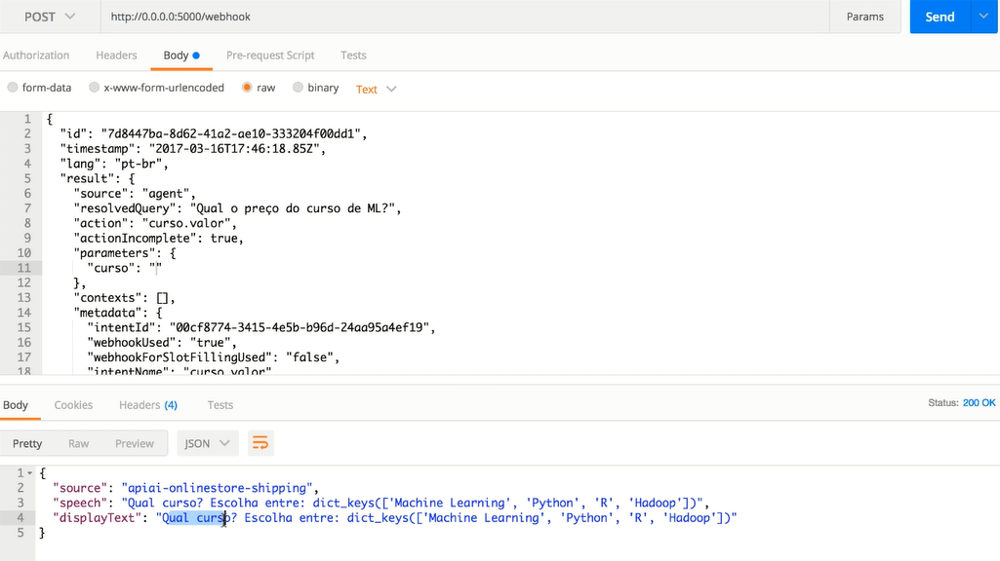 POST http://0.0.0.0:5000/webhook Params Send
Authorization Headers Body Pre-request Script Tests
form-data x-www-form-urlencoded raw binary Text
1 {
2 "id": "7d8447ba-8d62-41a2-ae10-333204f00dd1",
3 "timestamp": "2017-03-16T17:46:18.85Z",
4 "lang": "pt-br",
5 "result": {
6 "source": "agent",
7 "resolvedQuery": "Qual o preço do curso de ML?",
8 "action": "curso.valor",
9 "actionIncomplete": true,
10 "parameters": {
11 "curso": ""
12 },
13 "contexts": [],
14 "metadata": {
15 "intentId": "00cf8774-3415-4e5b-b96d-24aa95a4ef19",
16 "webhookUsed": "true",
17 "webhookForSlotFillingUsed": "false",
18 "intentName": "curso.valor"
Body Cookies Headers (4) Tests Status: 200 OK
Pretty Raw Preview JSON
1 {
2 "source": "apiai-onlinestore-shipping",
3 "speech": "Qual curso? Escolha entre: dict_keys(['Machine Learning', 'Python', 'R', 'Hadoop'])",
4 "displayText": "Qual curso? Escolha entre: dict_keys(['Machine Learning', 'Python', 'R', 'Hadoop'])"
5 }